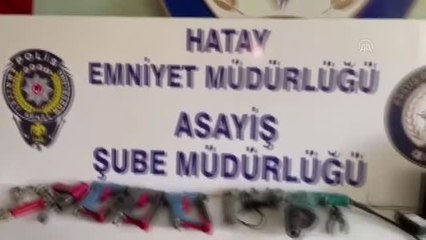 HATAY
EMNİYET MÜDÜRLÜĞÜ
ASAYİŞ
ŞUBE MÜDÜRLÜĞÜ
POLİS